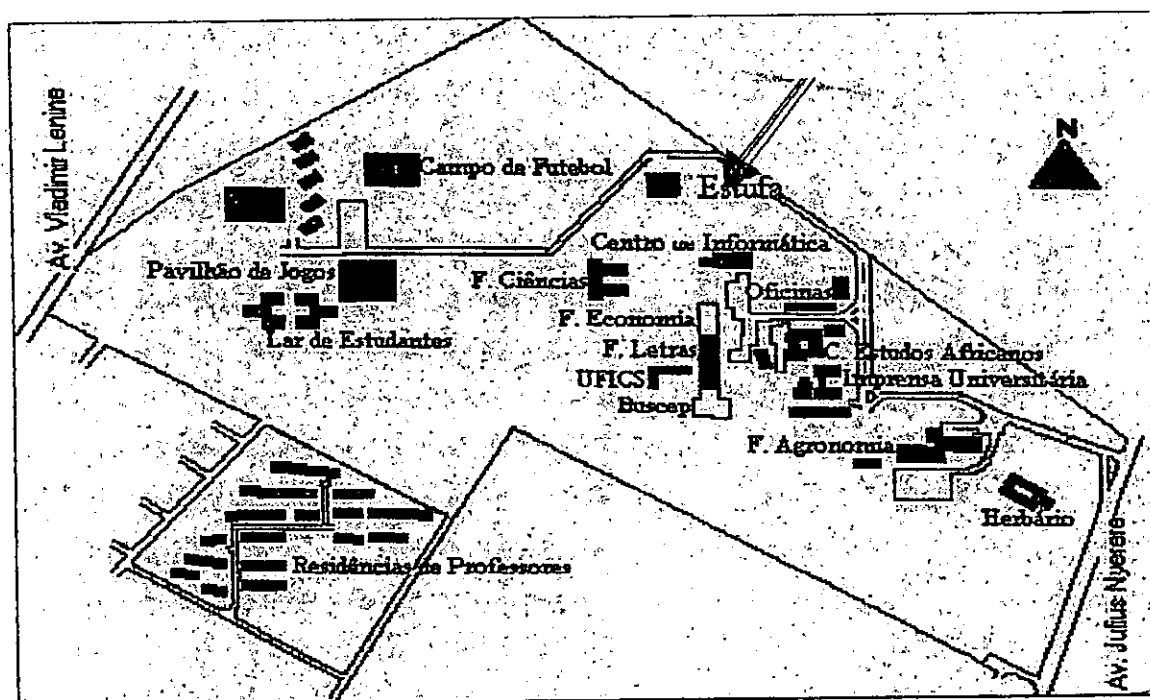 Av. Vladimir Lenine
N
Campo da Futebol
Estufa
Centro de Informática
Pavilhão da Jogos
F. Ciências
Oficinas
F. Economia
Lar de Estudantes
F. Letras
C. Estudos Africanos
UFICS
Imprensa Universitária
Buscep
F. Agronomia
Herbário
Residências de Professores
Av. Julius Nyerere